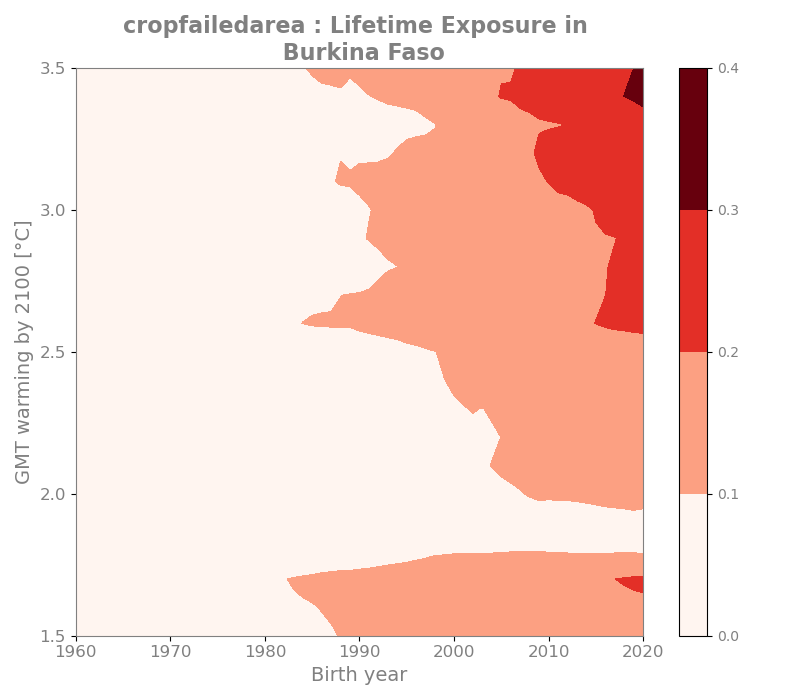 cropfailedarea : Lifetime Exposure in
Burkina Faso
3.5
3.0
2.5
2.0
1.5
GMT warming by 2100 [°C]
1960 1970 1980 1990 2000 2010 2020
Birth year
0.4
0.3
0.2
0.1
0.0